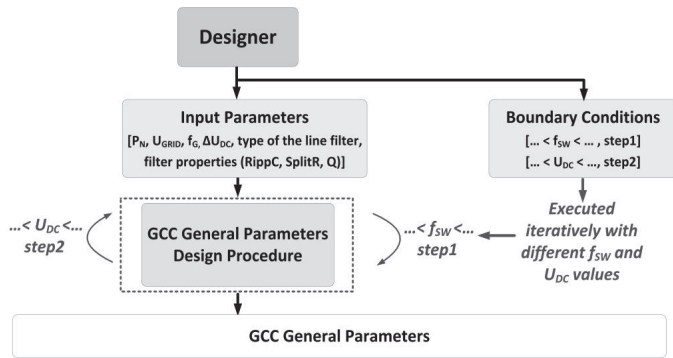 Designer
Input Parameters
[PN, UGRID, fG, ΔUDC, type of the line filter,
filter properties (RippC, SplitR, Q)]
Boundary Conditions
[... < fSW < ... , step1]
[... < UDC < ..., step2]
...< UDC <...
step2
GCC General Parameters
Design Procedure
...< fSW <...
step1
Executed
iteratively with
different fSW and
UDC values
GCC General Parameters